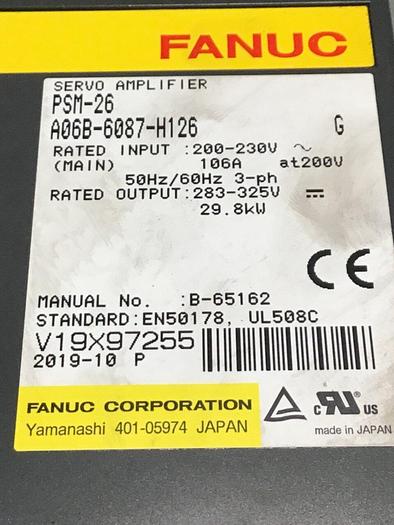 FANUC
SERVO AMPLIFIER
PSM-26
A06B-6087-H126 G
RATED INPUT :200-230V ~
(MAIN) 106A at200V
50Hz/60Hz 3-ph
RATED OUTPUT:283-325V ⎓
29.8kW
CE
MANUAL No. :B-65162
STANDARD:EN50178, UL508C
V19X97255
2019-10 P
FANUC CORPORATION
Yamanashi 401-05974 JAPAN
c RU US
made in JAPAN